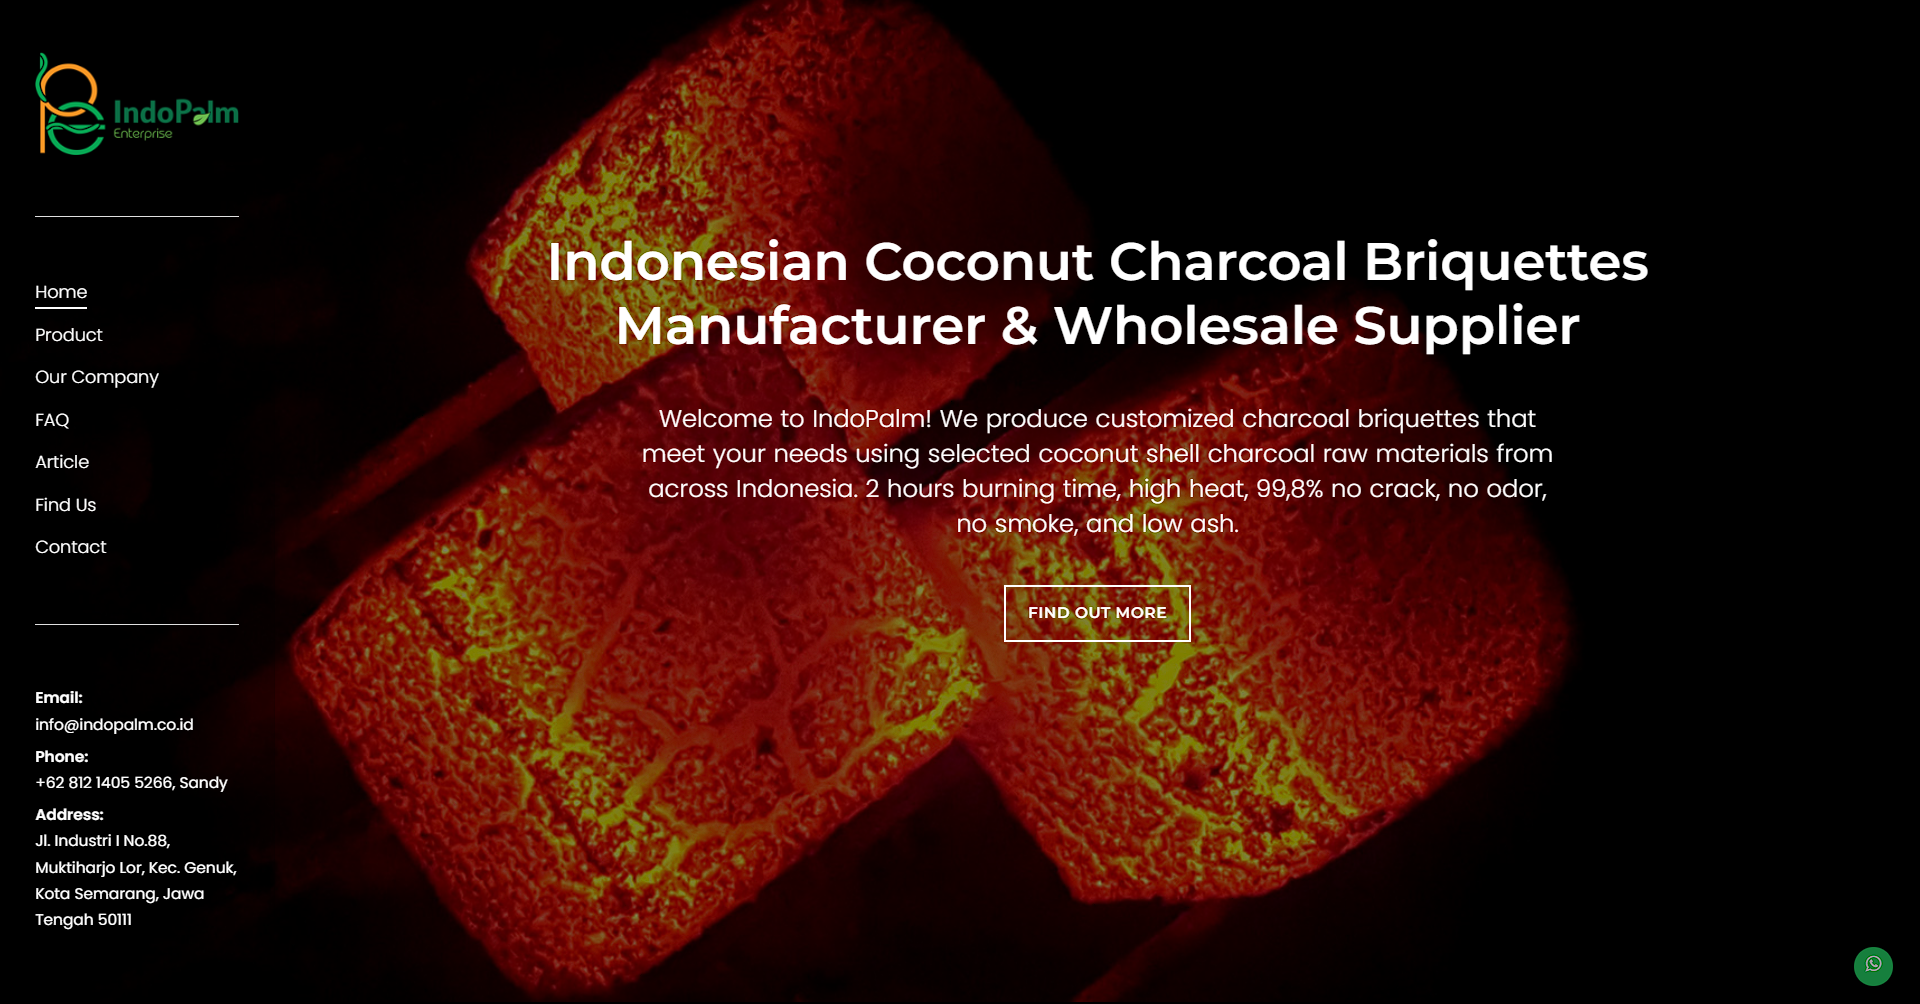 IndoPalm
Enterprise
Home
Product
Our Company
FAQ
Article
Find Us
Contact
Email:
info@indopalm.co.id
Phone:
+62 812 1405 5266, Sandy
Address:
Jl. Industri I No.88,
Muktiharjo Lor, Kec. Genuk,
Kota Semarang, Jawa
Tengah 50111
Indonesian Coconut Charcoal Briquettes
Manufacturer & Wholesale Supplier
Welcome to IndoPalm! We produce customized charcoal briquettes that
meet your needs using selected coconut shell charcoal raw materials from
across Indonesia. 2 hours burning time, high heat, 99,8% no crack, no odor,
no smoke, and low ash.
FIND OUT MORE